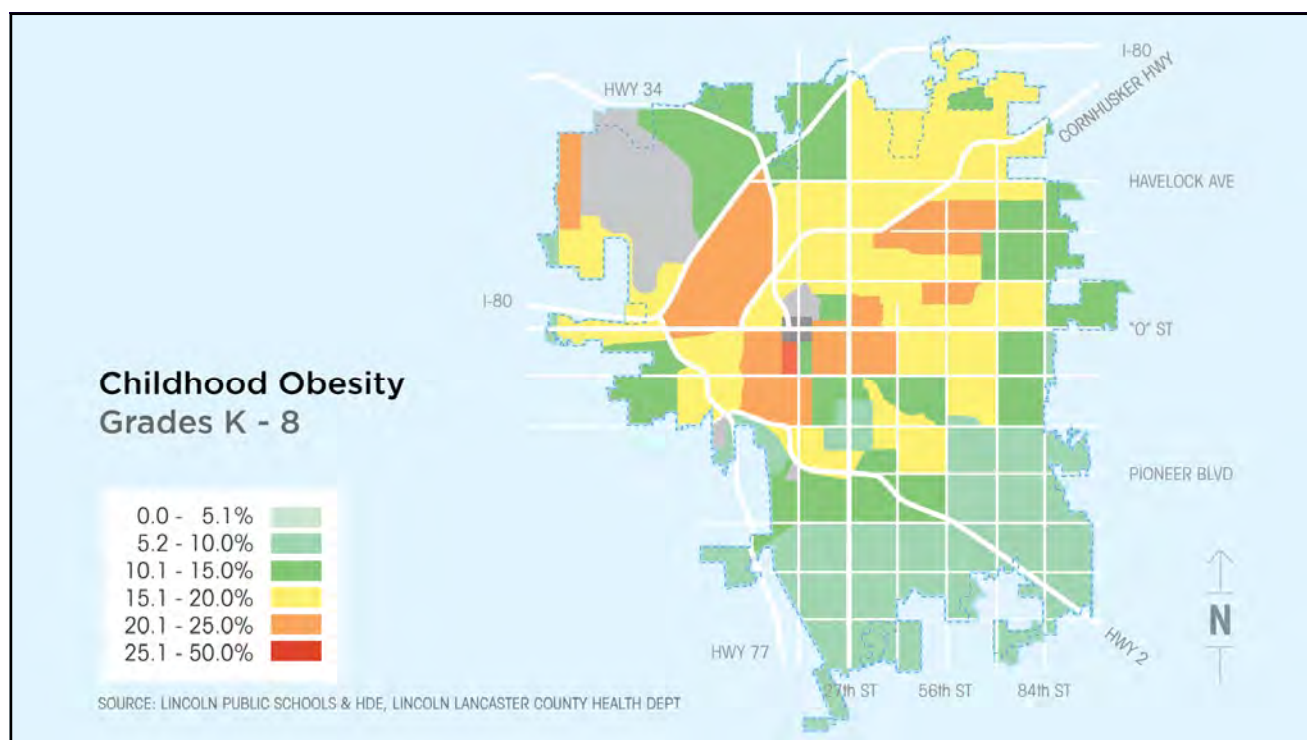 I-80
HWY 34
CORNHUSKER HWY
HAVELOCK AVE
I-80
"O" ST
Childhood Obesity
Grades K - 8
PIONEER BLVD
0.0 - 5.1%
5.2 - 10.0%
10.1 - 15.0%
15.1 - 20.0%
20.1 - 25.0%
25.1 - 50.0%
N
HWY 77
HWY 2
27th ST
56th ST
84th ST
SOURCE: LINCOLN PUBLIC SCHOOLS & HDE, LINCOLN LANCASTER COUNTY HEALTH DEPT